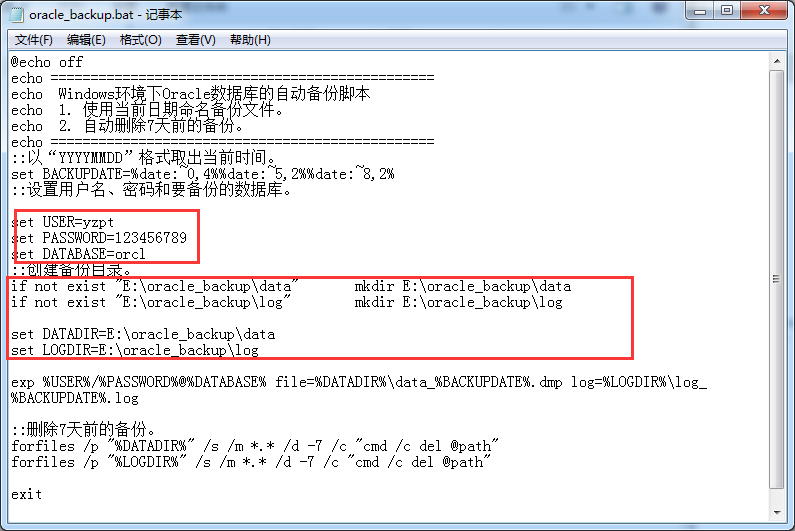 oracle_backup.bat - 记事本
文件(F) 编辑(E) 格式(O) 查看(V) 帮助(H)
@echo off
echo ==========================================
echo  Windows环境下Oracle数据库的自动备份脚本
echo  1. 使用当前日期命名备份文件。
echo  2. 自动删除7天前的备份。
echo ==========================================
::以“YYYYMMDD”格式取出当前时间。
set BACKUPDATE=%date:~0,4%%date:~5,2%%date:~8,2%
::设置用户名、密码和要备份的数据库。
set USER=yzpt
set PASSWORD=123456789
set DATABASE=orcl
::创建备份目录。
if not exist "E:\oracle_backup\data"       mkdir E:\oracle_backup\data
if not exist "E:\oracle_backup\log"        mkdir E:\oracle_backup\log
set DATADIR=E:\oracle_backup\data
set LOGDIR=E:\oracle_backup\log
exp %USER%/%PASSWORD%@%DATABASE% file=%DATADIR%\data_%BACKUPDATE%.dmp log=%LOGDIR%\log_
%BACKUPDATE%.log
::删除7天前的备份。
forfiles /p "%DATADIR%" /s /m *.* /d -7 /c "cmd /c del @path"
forfiles /p "%LOGDIR%" /s /m *.* /d -7 /c "cmd /c del @path"
exit